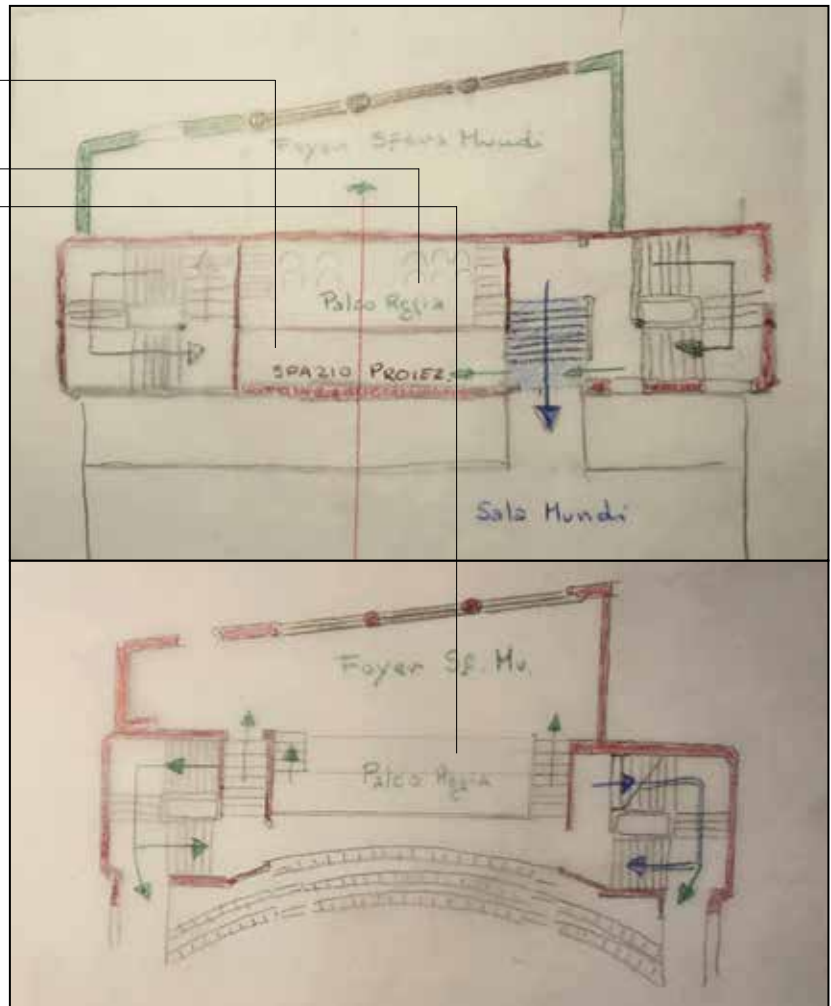 Foyer Sfera Mundi
Palco Regia
SPAZIO PROIEZ.
Sala Mundi
Foyer Sf. Mu.
Palco Regia